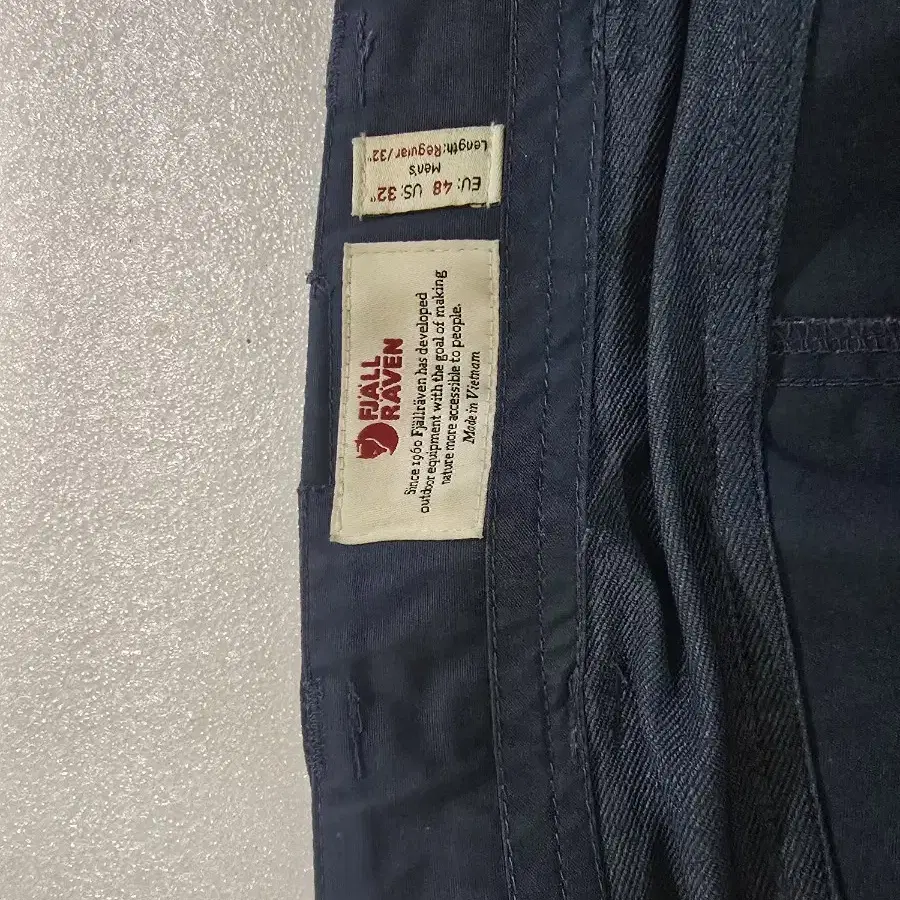 EU: 48 US: 32"
Men's
Length: Regular/32"
FJÄLL
RÄVEN
Since 1960 Fjällräven has developed
outdoor equipment with the goal of making
nature more accessible to people.
Made in Vietnam